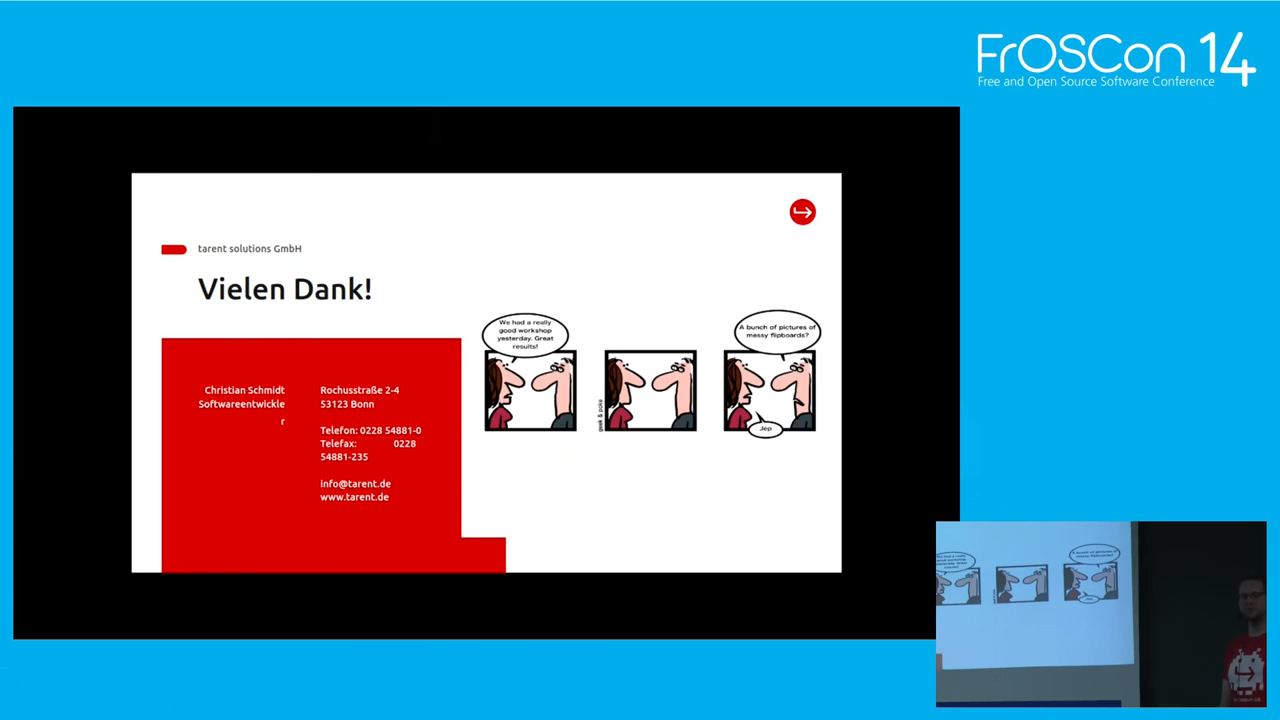 FrOSCon 14
Free and Open Source Software Conference
tarent solutions GmbH
Vielen Dank!
Christian Schmidt
Softwareentwickle
r
Rochusstraße 2-4
53123 Bonn
Telefon: 0228 54881-0
Telefax: 0228
54881-235
info@tarent.de
www.tarent.de
We had a really
good workshop
yesterday. Great
results!
geek & poke
A bunch of pictures of
messy flipboards?
Jep